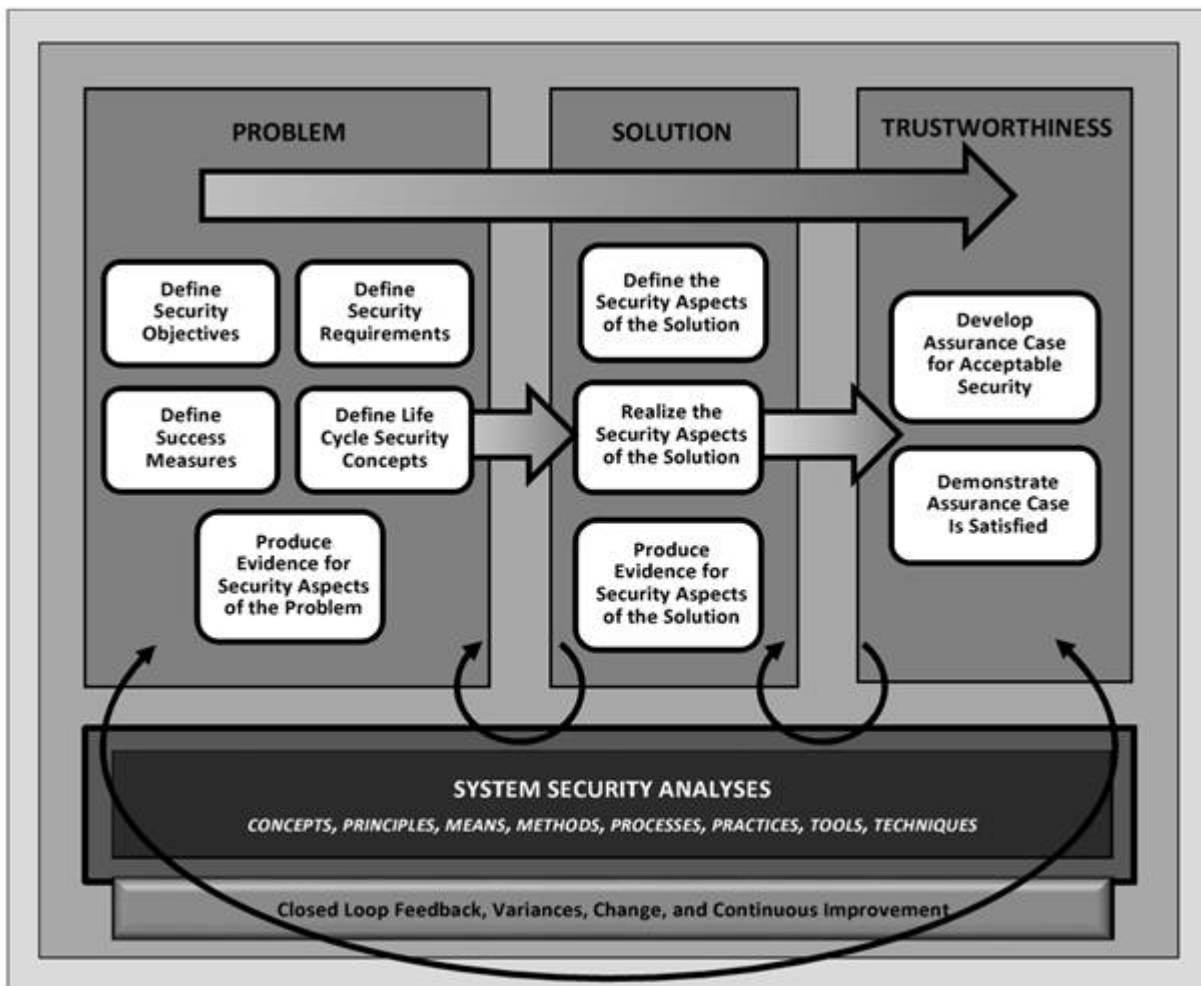 PROBLEM
Define
Security
Objectives
Define
Security
Requirements
Define
Success
Measures
Define Life
Cycle Security
Concepts
Produce
Evidence for
Security Aspects
of the Problem
SOLUTION
Define the
Security Aspects
of the Solution
Realize the
Security Aspects
of the Solution
Produce
Evidence for
Security Aspects
of the Solution
TRUSTWORTHINESS
Develop
Assurance Case
for Acceptable
Security
Demonstrate
Assurance Case
Is Satisfied
SYSTEM SECURITY ANALYSES
CONCEPTS, PRINCIPLES, MEANS, METHODS, PROCESSES, PRACTICES, TOOLS, TECHNIQUES
Closed Loop Feedback, Variances, Change, and Continuous Improvement